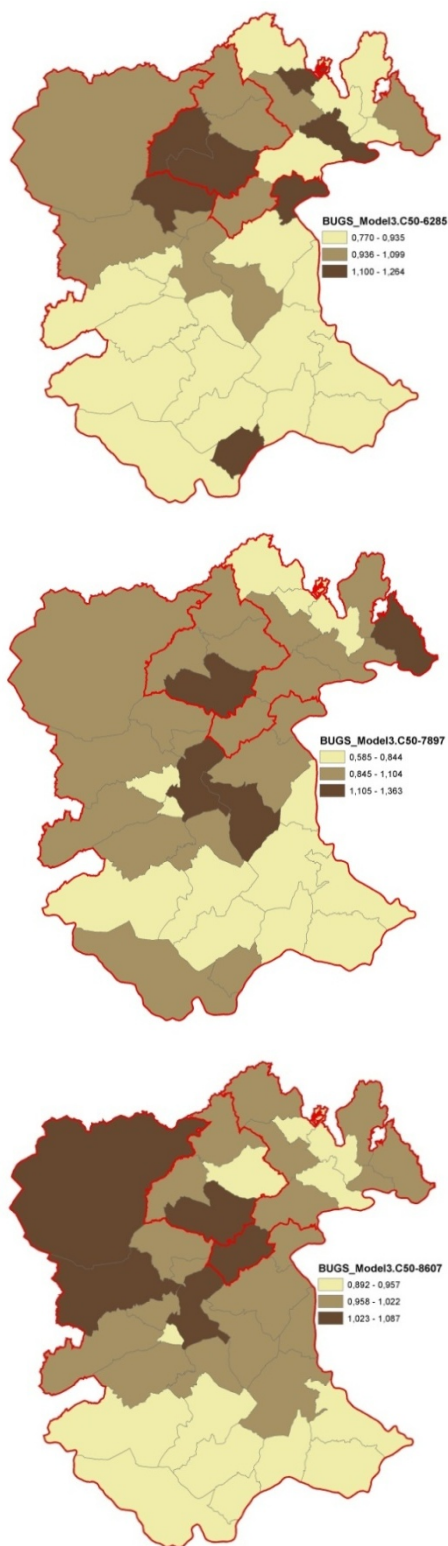 BUGS_Model3.C50-6285
0,770 - 0,935
0,936 - 1,099
1,100 - 1,264
BUGS_Model3.C50-7897
0,585 - 0,844
0,845 - 1,104
1,105 - 1,363
BUGS_Model3.C50-8607
0,892 - 0,957
0,958 - 1,022
1,023 - 1,087